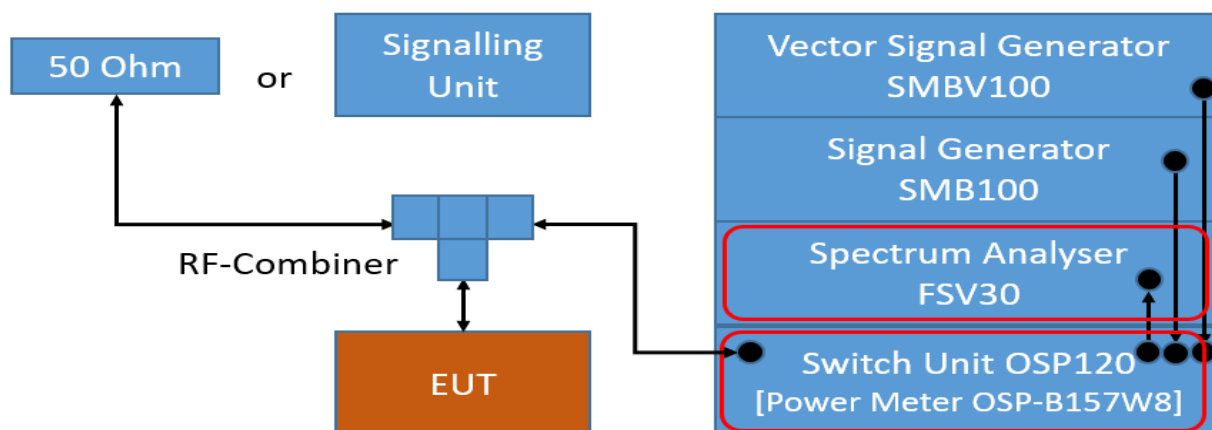 50 Ohm
or
Signalling
Unit
Vector Signal Generator
SMBV100
Signal Generator
SMB100
RF-Combiner
Spectrum Analyser
FSV30
EUT
Switch Unit OSP120
[Power Meter OSP-B157W8]